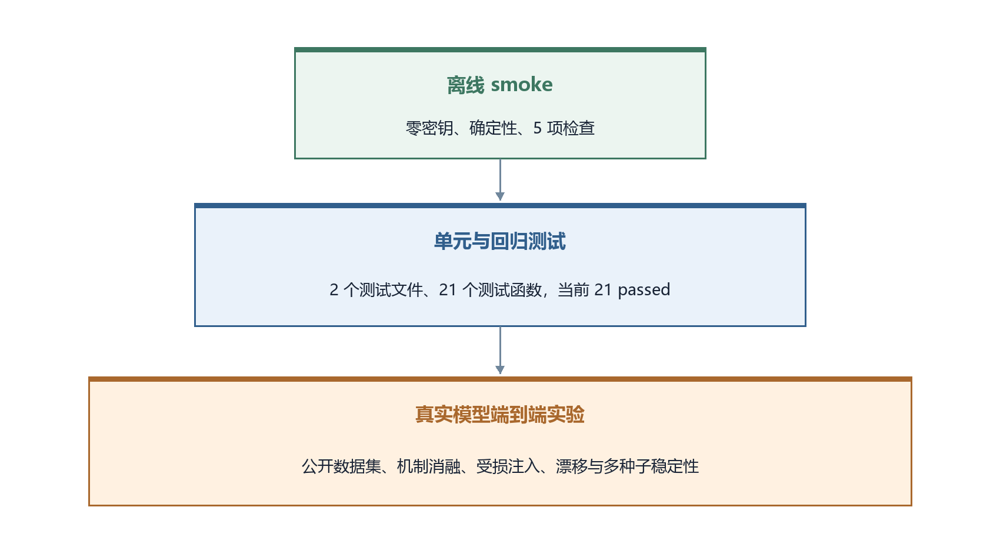 离线 smoke
零密钥、确定性、5 项检查
单元与回归测试
2 个测试文件、21 个测试函数，当前 21 passed
真实模型端到端实验
公开数据集、机制消融、受损注入、漂移与多种子稳定性